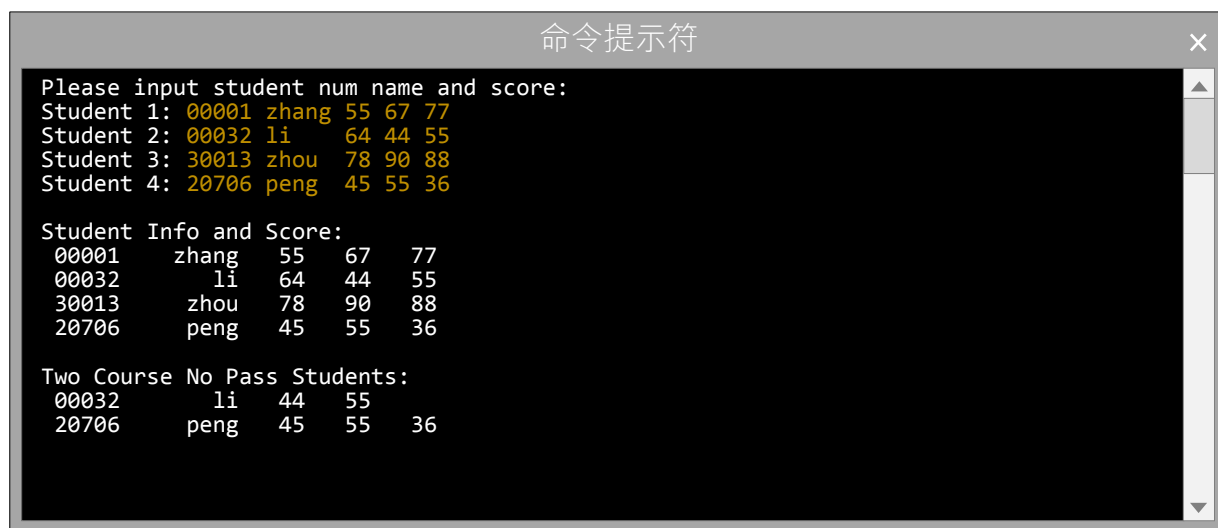 命令提示符
Please input student num name and score:
Student 1: 00001 zhang 55 67 77
Student 2: 00032 li 64 44 55
Student 3: 30013 zhou 78 90 88
Student 4: 20706 peng 45 55 36
Student Info and Score:
00001 zhang 55 67 77
00032 li 64 44 55
30013 zhou 78 90 88
20706 peng 45 55 36
Two Course No Pass Students:
00032 li 44 55
20706 peng 45 55 36